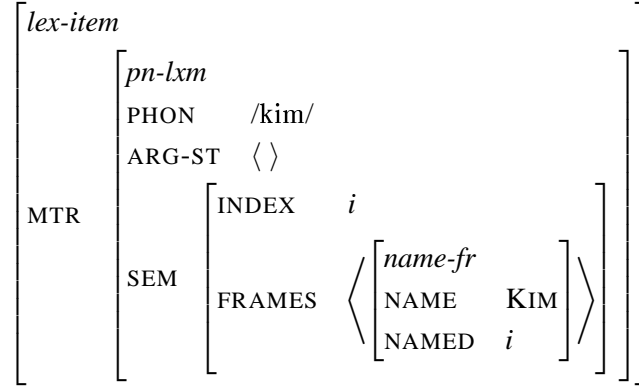 lex-item
pn-lxm
PHON /kim/
ARG-ST ⟨ ⟩
INDEX i
MTR
name-fr
SEM
FRAMES ⟨ NAME KIM ⟩
NAMED i